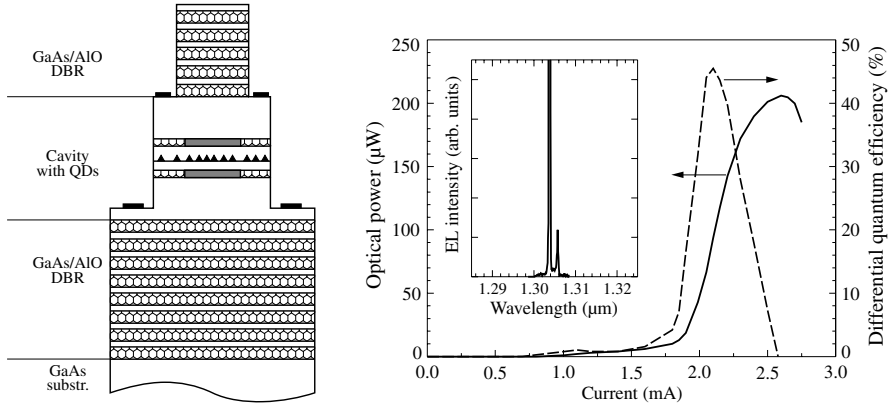 GaAs/AlO
DBR
Cavity
with QDs
GaAs/AlO
DBR
GaAs
substr.
250
200
150
100
50
0
Optical power (μW)
50
40
30
20
10
0
Differential quantum efficiency (%)
EL intensity (arb. units)
1.29 1.30 1.31 1.32
Wavelength (μm)
0.0 0.5 1.0 1.5 2.0 2.5 3.0
Current (mA)